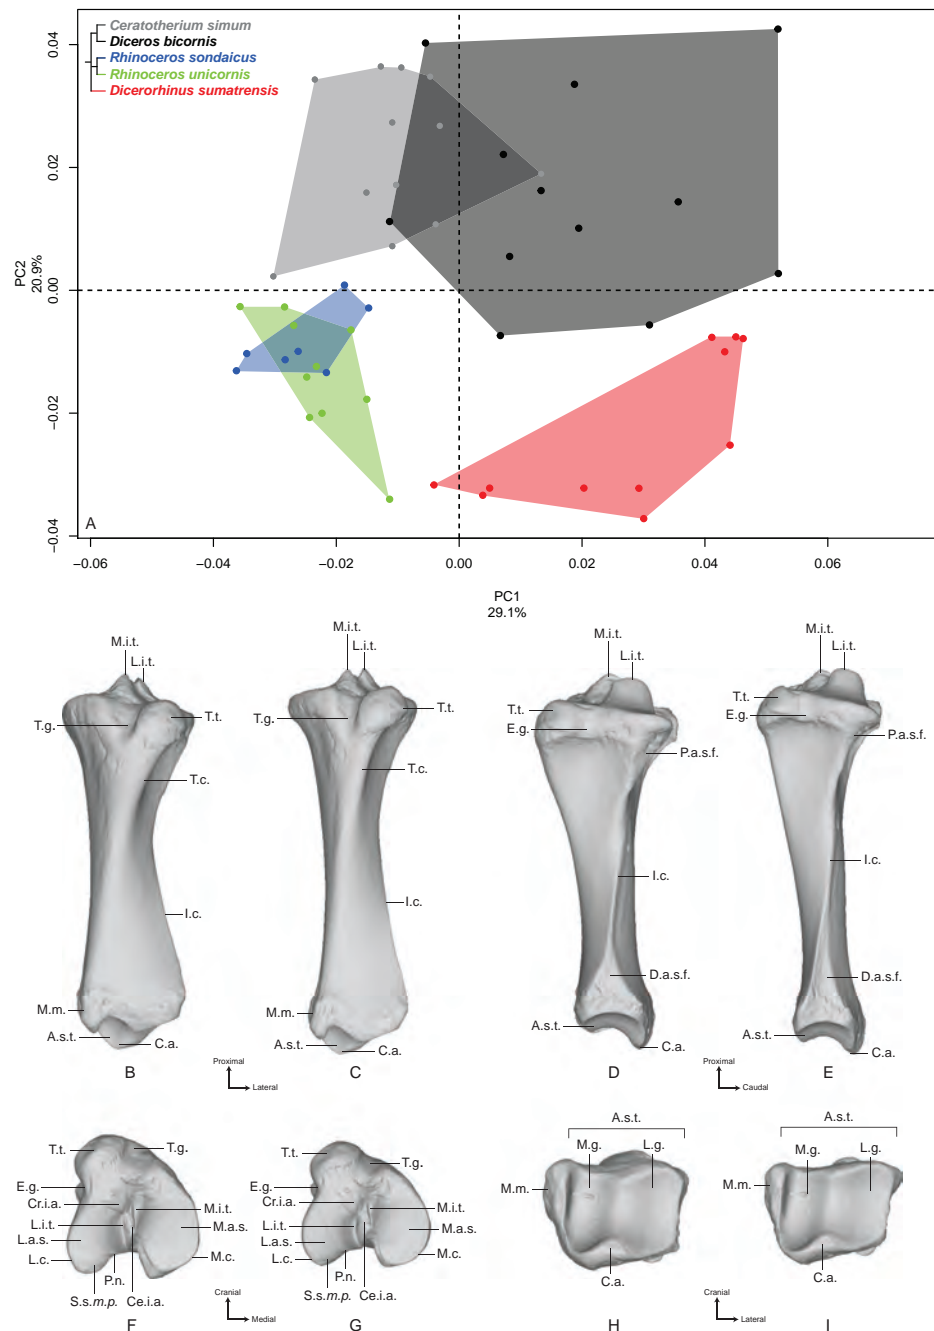 Ceratotherium simum
Diceros bicornis
Rhinoceros sondaicus
Rhinoceros unicornis
Dicerorhinus sumatrensis
0.04
0.02
0.00
−0.02
−0.04
PC2
20.9%
A
−0.06
−0.04
−0.02
0.00
0.02
0.04
0.06
PC1
29.1%
M.i.t.
L.i.t.
T.g.
T.t.
T.c.
I.c.
M.m.
A.s.t.
C.a.
B
M.i.t.
L.i.t.
T.g.
T.t.
T.c.
I.c.
M.m.
A.s.t.
C.a.
C
Proximal
Lateral
M.i.t.
L.i.t.
T.t.
E.g.
P.a.s.f.
I.c.
D.a.s.f.
A.s.t.
C.a.
D
M.i.t.
L.i.t.
T.t.
E.g.
P.a.s.f.
I.c.
D.a.s.f.
A.s.t.
C.a.
E
Proximal
Caudal
T.t.
T.g.
E.g.
Cr.i.a.
M.i.t.
L.i.t.
L.a.s.
M.a.s.
L.c.
M.c.
P.n.
S.s.m.p.
Ce.i.a.
F
T.t.
T.g.
E.g.
Cr.i.a.
M.i.t.
L.i.t.
L.a.s.
M.a.s.
L.c.
M.c.
P.n.
S.s.m.p.
Ce.i.a.
G
Cranial
Medial
A.s.t.
M.g.
L.g.
M.m.
C.a.
H
A.s.t.
M.g.
L.g.
M.m.
C.a.
I
Cranial
Lateral